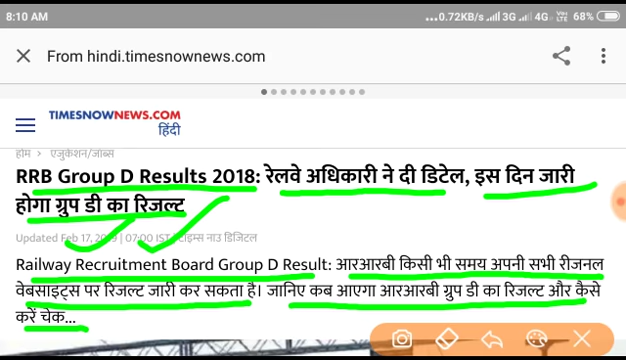 8:10 AM ...0.72KB/s 3G 4G VoLTE 68%
From hindi.timesnownews.com
TIMESNOWNEWS.COM
हिंदी
होम > एजुकेशन/जॉब्स
RRB Group D Results 2018: रेलवे अधिकारी ने दी डिटेल, इस दिन जारी
होगा ग्रुप डी का रिजल्ट
Updated Feb 17, | 07:00 IST नाउ डिजिटल
Railway Recruitment Board Group D Result: आरआरबी किसी भी समय अपनी सभी रीजनल
वेबसाइट्स पर रिजल्ट जारी कर सकता है। जानिए कब आएगा आरआरबी ग्रुप डी का रिजल्ट और कैसे
करें चेक...